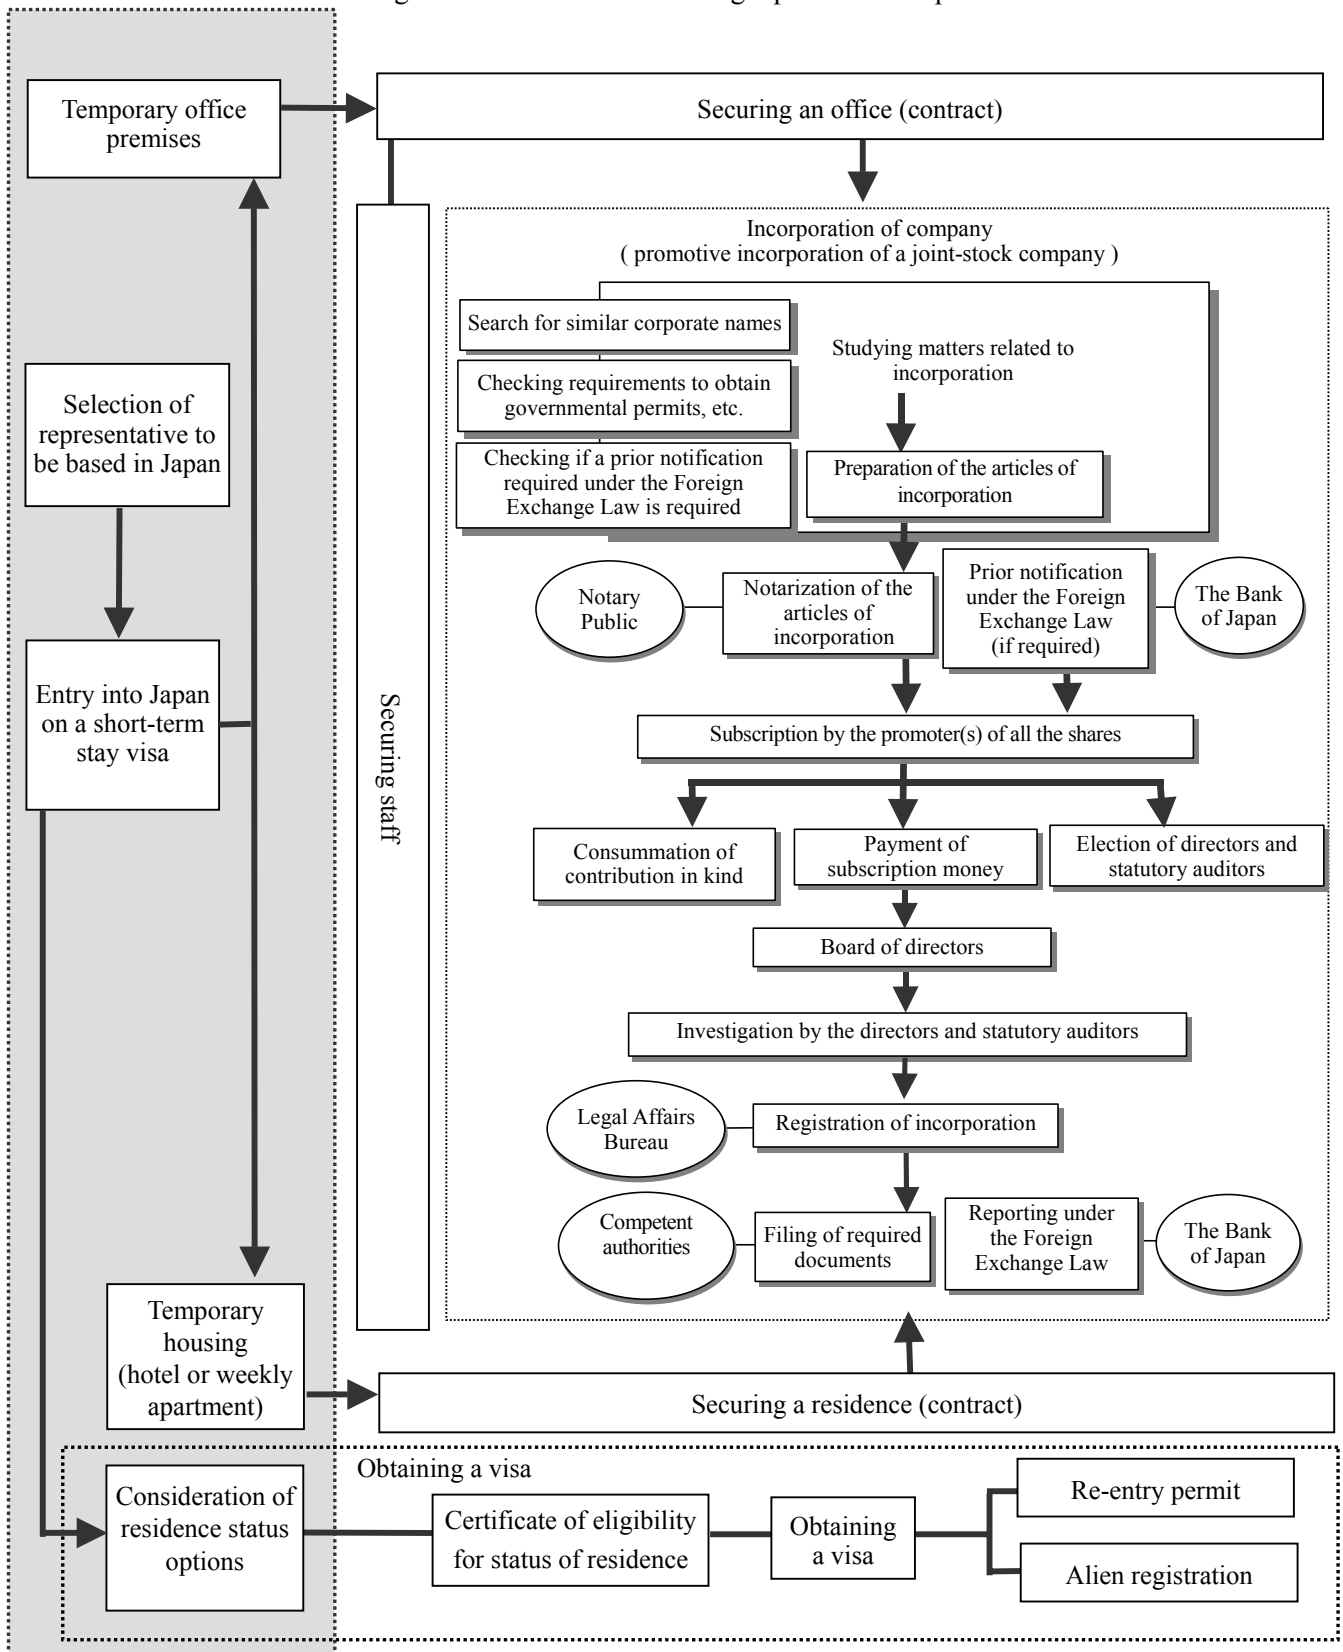 Temporary office
premises
Securing an office (contract)
Selection of
representative to
be based in Japan
Entry into Japan
on a short-term
stay visa
Securing staff
Incorporation of company
( promotive incorporation of a joint-stock company )
Search for similar corporate names
Checking requirements to obtain
governmental permits, etc.
Checking if a prior notification
required under the Foreign
Exchange Law is required
Studying matters related to
incorporation
Preparation of the articles of
incorporation
Notary
Public
Notarization of the
articles of
incorporation
Prior notification
under the Foreign
Exchange Law
(if required)
The Bank
of Japan
Subscription by the promoter(s) of all the shares
Consummation of
contribution in kind
Payment of
subscription money
Election of directors and
statutory auditors
Board of directors
Investigation by the directors and statutory auditors
Legal Affairs
Bureau
Registration of incorporation
Competent
authorities
Filing of required
documents
Reporting under
the Foreign
Exchange Law
The Bank
of Japan
Temporary
housing
(hotel or weekly
apartment)
Securing a residence (contract)
Obtaining a visa
Consideration of
residence status
options
Certificate of eligibility
for status of residence
Obtaining
a visa
Re-entry permit
Alien registration